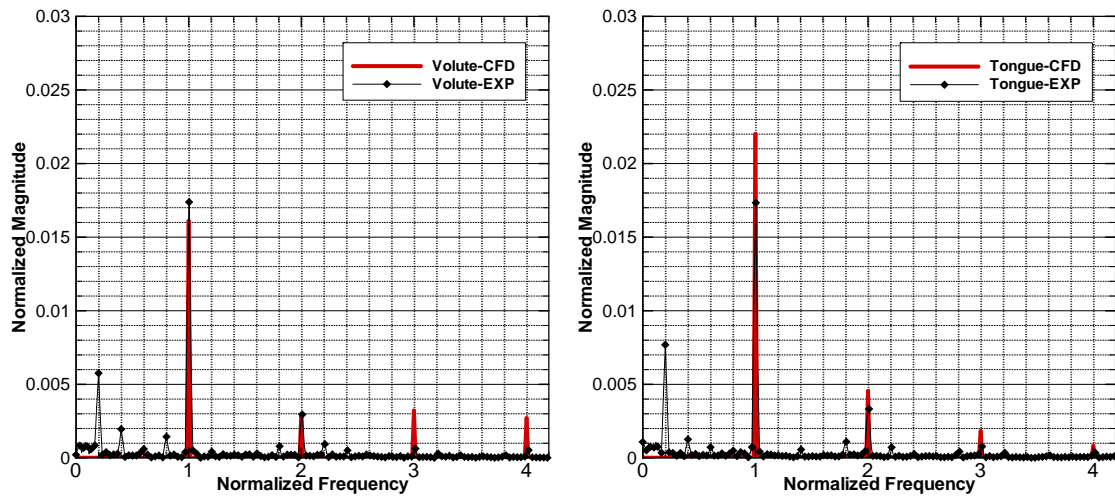 0.03
0.025
0.02
0.015
0.01
0.005
0
Normalized Magnitude
Volute-CFD
Volute-EXP
0 1 2 3 4
Normalized Frequency
0.03
0.025
0.02
0.015
0.01
0.005
0
Normalized Magnitude
Tongue-CFD
Tongue-EXP
0 1 2 3 4
Normalized Frequency